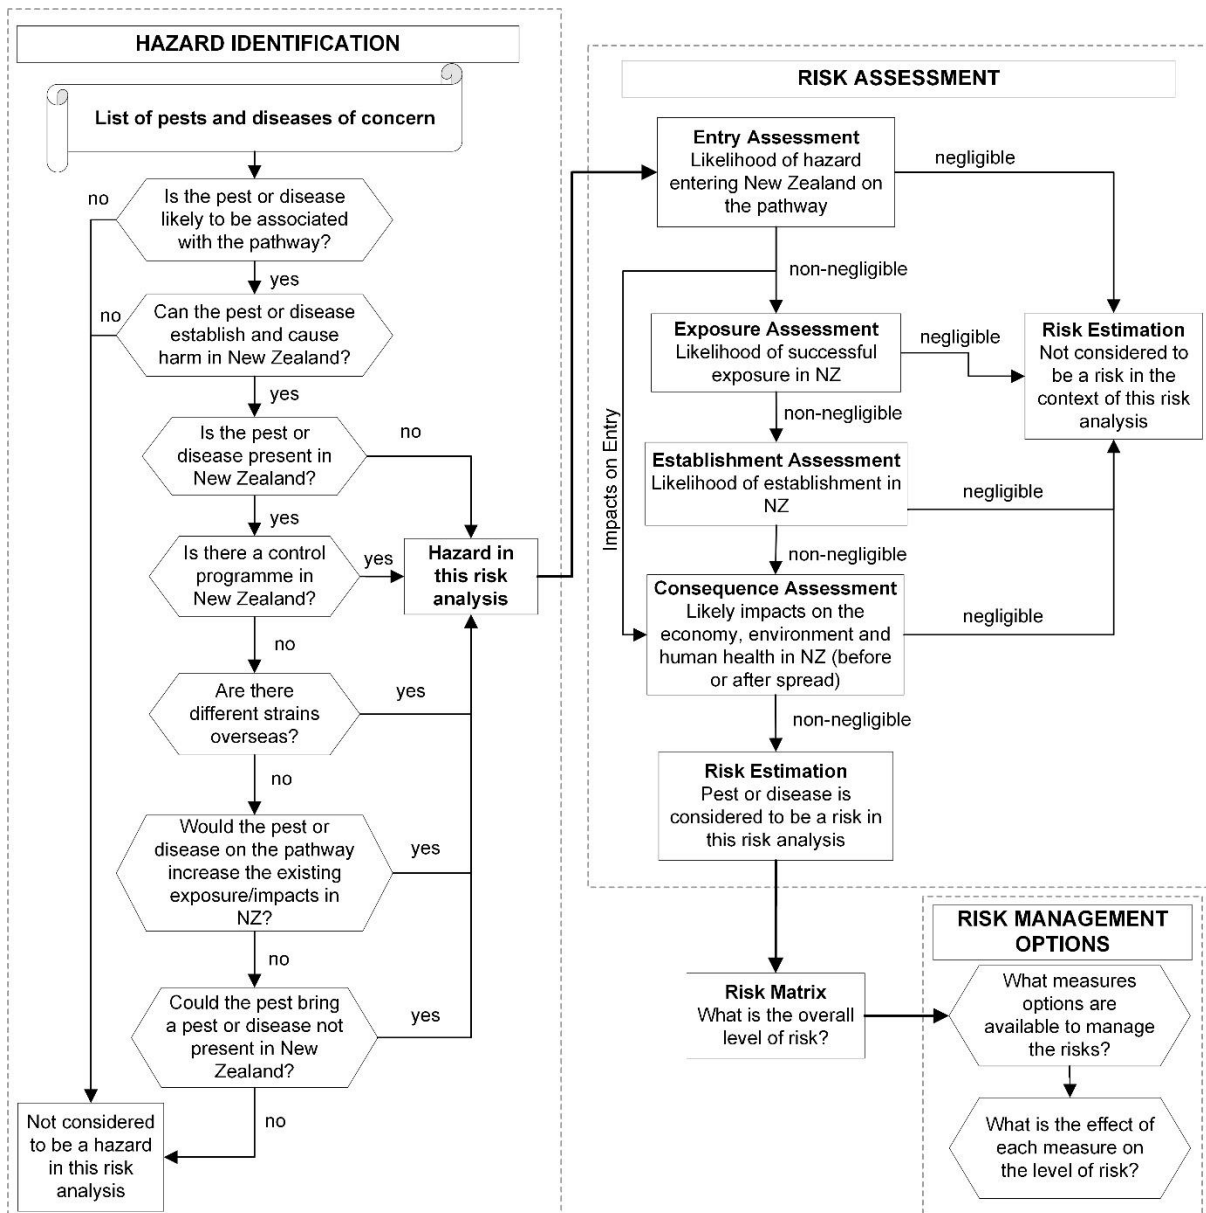 HAZARD IDENTIFICATION
List of pests and diseases of concern
no
Is the pest or disease
likely to be associated
with the pathway?
yes
no
Can the pest or disease
establish and cause
harm in New Zealand?
yes
Is the pest or
disease present in
New Zealand?
no
yes
Is there a control
programme in
New Zealand?
yes
Hazard in
this risk
analysis
no
Are there
different strains
overseas?
yes
no
Would the pest or
disease on the pathway
increase the existing
exposure/impacts in
NZ?
yes
no
Could the pest bring
a pest or disease not
present in New
Zealand?
yes
no
Not considered
to be a hazard
in this risk
analysis
RISK ASSESSMENT
Entry Assessment
Likelihood of hazard
entering New Zealand on
the pathway
negligible
non-negligible
Impacts on Entry
Exposure Assessment
Likelihood of successful
exposure in NZ
negligible
Risk Estimation
Not considered to
be a risk in the
context of this risk
analysis
non-negligible
Establishment Assessment
Likelihood of establishment in
NZ
negligible
non-negligible
Consequence Assessment
Likely impacts on the
economy, environment and
human health in NZ (before
or after spread)
negligible
non-negligible
Risk Estimation
Pest or disease is
considered to be a risk in
this risk analysis
Risk Matrix
What is the overall
level of risk?
RISK MANAGEMENT
OPTIONS
What measures
options are
available to manage
the risks?
What is the effect of
each measure on
the level of risk?